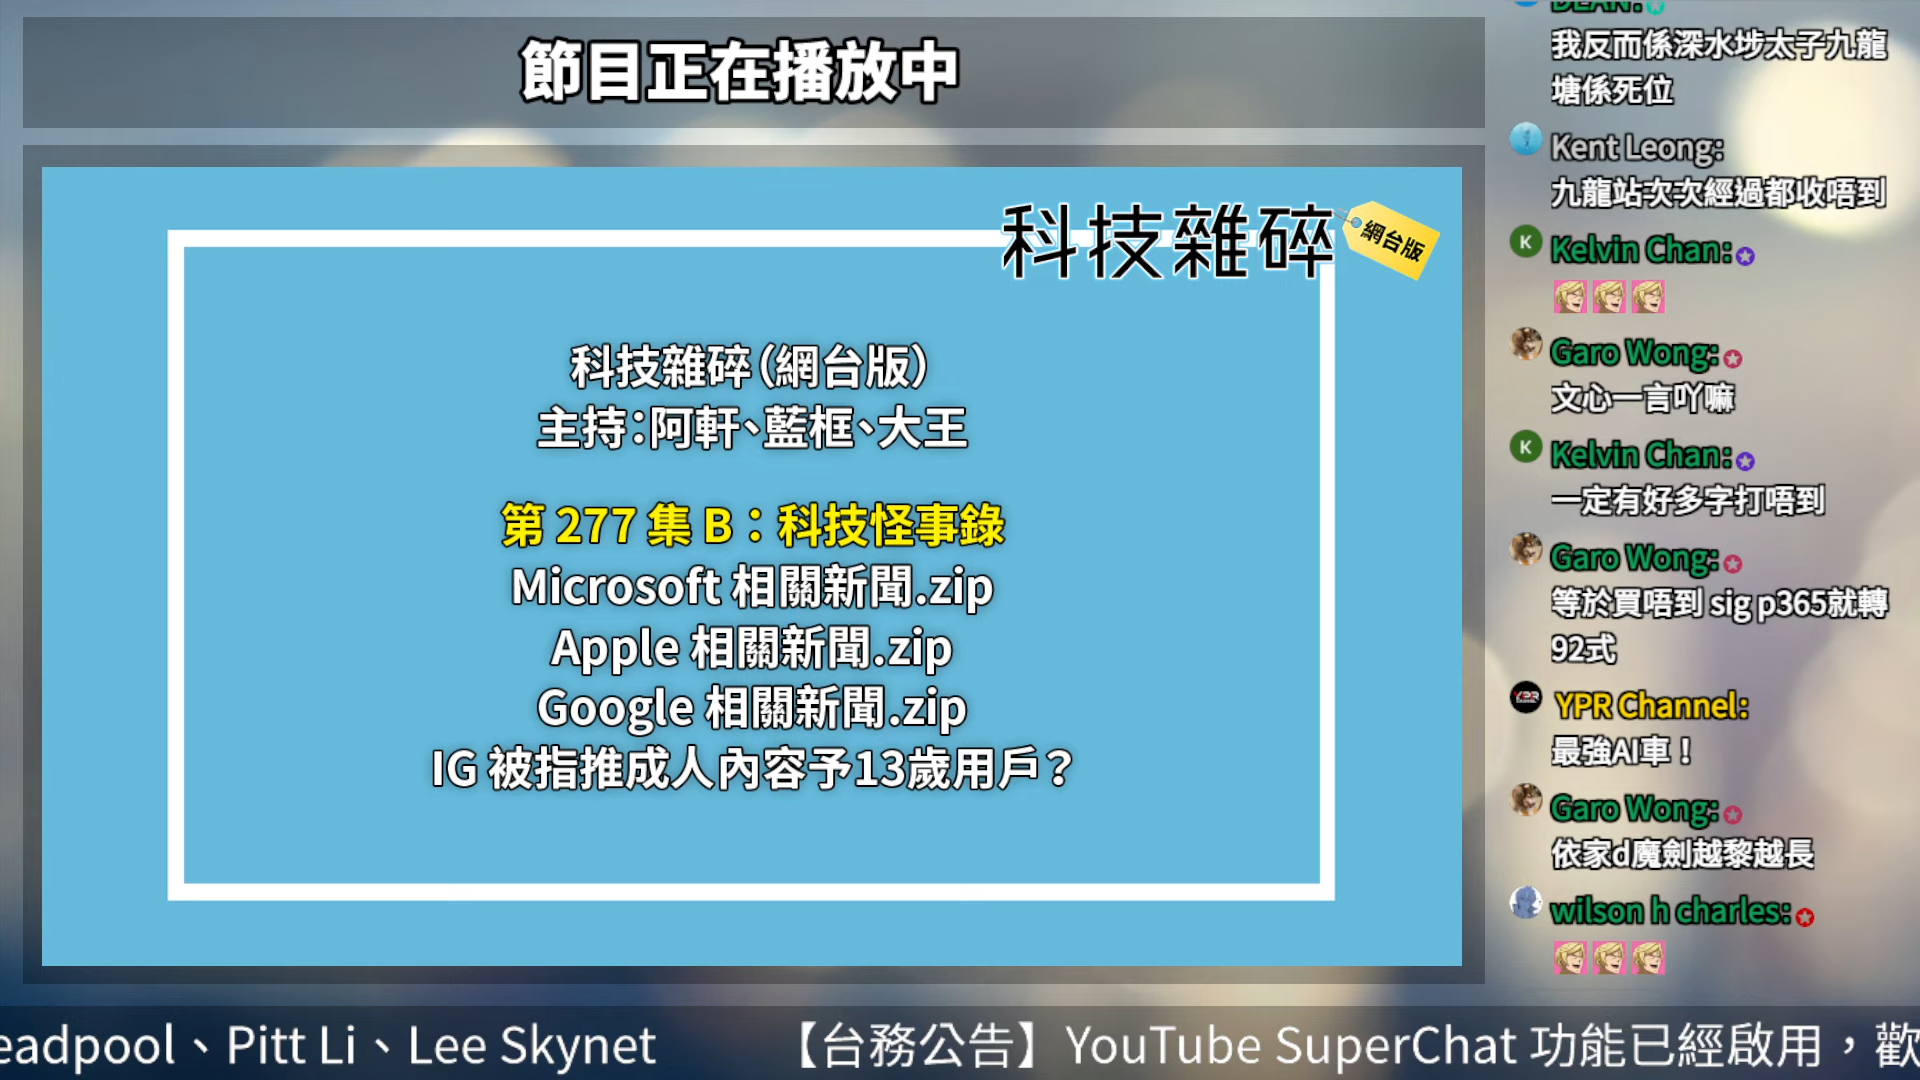 節目正在播放中
科技雜碎
網台版
科技雜碎（網台版）
主持：阿軒、藍框、大王
第 277 集 B：科技怪事錄
Microsoft 相關新聞.zip
Apple 相關新聞.zip
Google 相關新聞.zip
IG 被指推成人內容予13歲用戶？
DEAN:
我反而係深水埗太子九龍
塘係死位
Kent Leong:
九龍站次次經過都收唔到
K
Kelvin Chan:
Garo Wong:
文心一言吖嘛
K
Kelvin Chan:
一定有好多字打唔到
Garo Wong:
等於買唔到 sig p365就轉
92式
YPR
YPR Channel:
最強AI車！
Garo Wong:
依家d魔劍越黎越長
wilson h charles:
eadpool、Pitt Li、Lee Skynet
【台務公告】YouTube SuperChat 功能已經啟用，歡